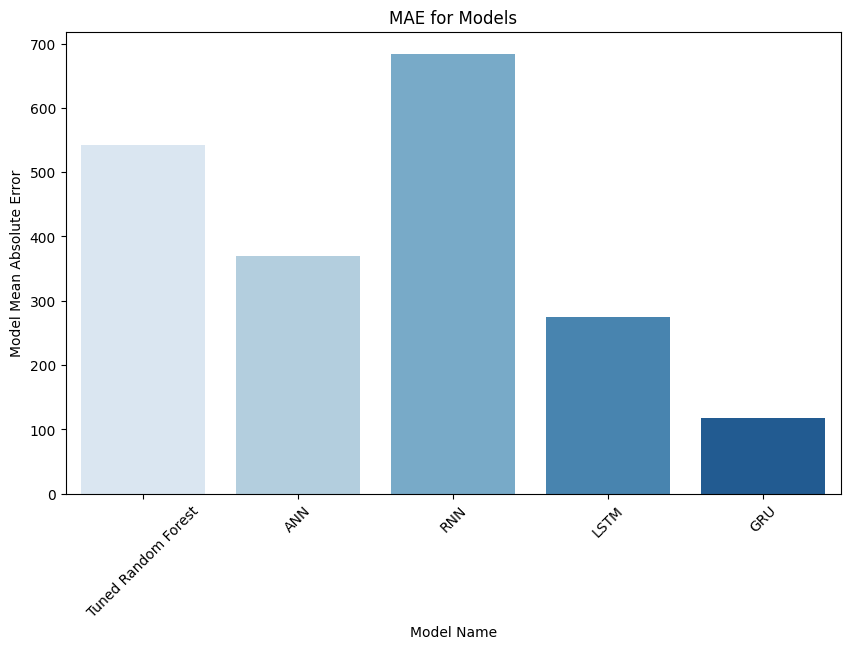 MAE for Models
Model Mean Absolute Error
700
600
500
400
300
200
100
0
Tuned Random Forest
ANN
RNN
LSTM
GRU
Model Name